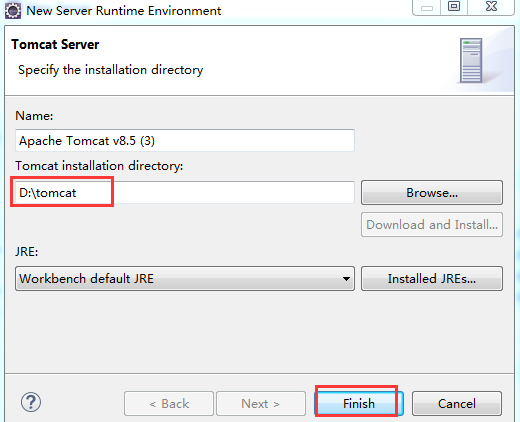 New Server Runtime Environment
Tomcat Server
Specify the installation directory
Name:
Apache Tomcat v8.5 (3)
Tomcat installation directory:
D:\tomcat
Browse...
Download and Install...
JRE:
Workbench default JRE
Installed JREs...
?
< Back
Next >
Finish
Cancel